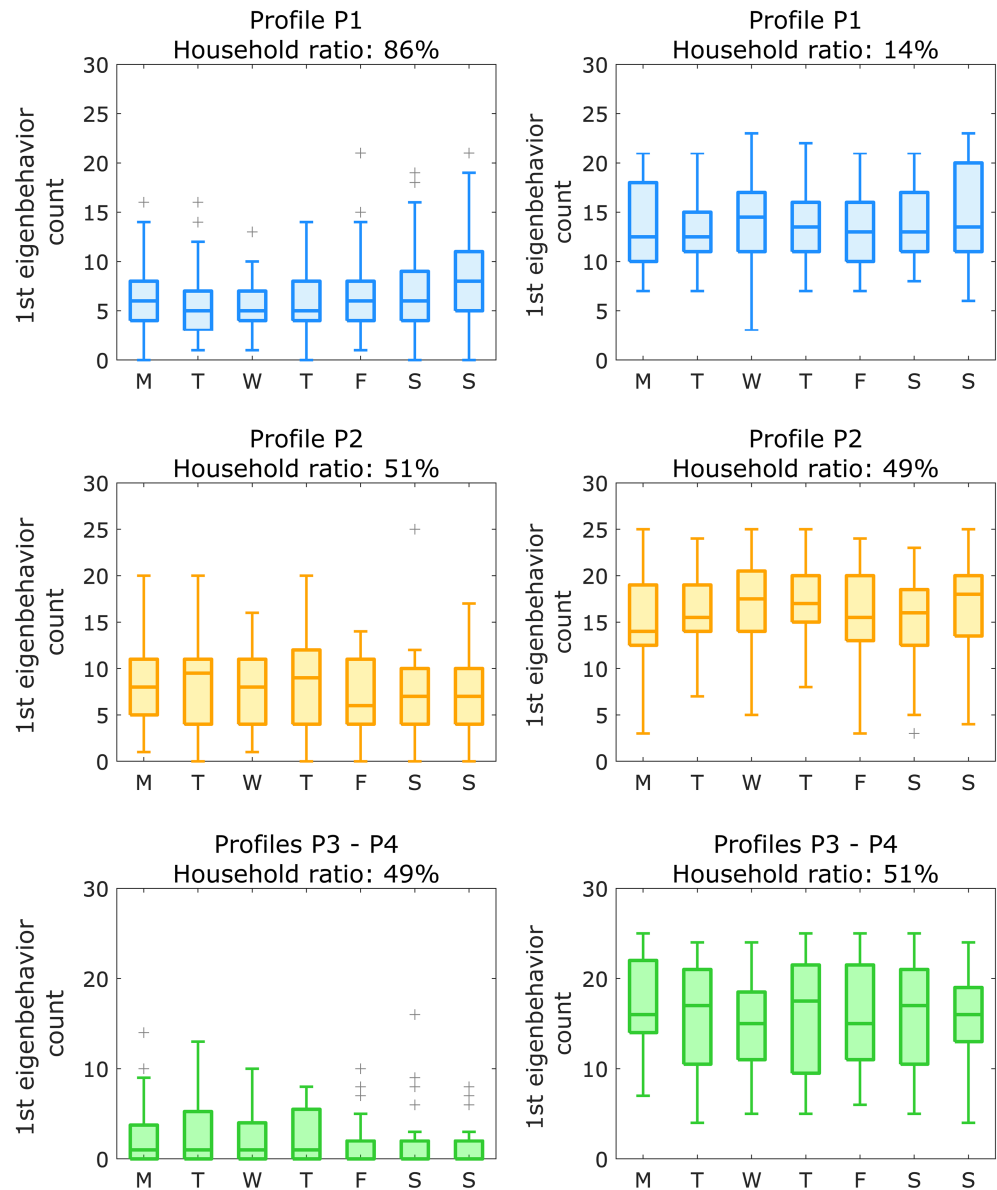 Profile P1
Household ratio: 86%
1st eigenbehavior
count
30
25
20
15
10
5
0
M T W T F S S
Profile P1
Household ratio: 14%
1st eigenbehavior
count
30
25
20
15
10
5
0
M T W T F S S
Profile P2
Household ratio: 51%
1st eigenbehavior
count
30
25
20
15
10
5
0
M T W T F S S
Profile P2
Household ratio: 49%
1st eigenbehavior
count
30
25
20
15
10
5
0
M T W T F S S
Profiles P3 - P4
Household ratio: 49%
1st eigenbehavior
count
30
20
10
0
M T W T F S S
Profiles P3 - P4
Household ratio: 51%
1st eigenbehavior
count
30
20
10
0
M T W T F S S